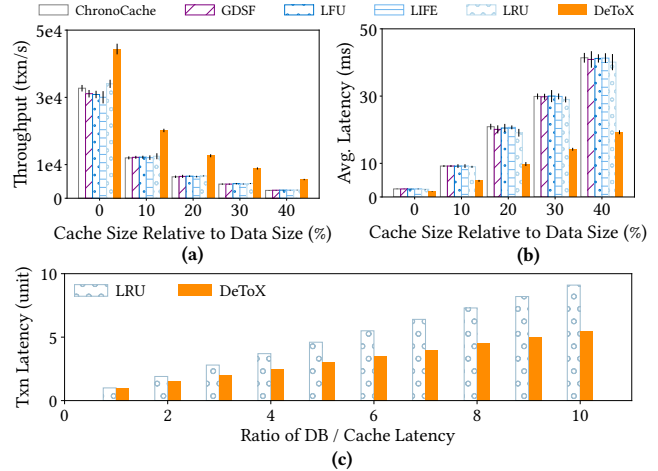 ChronoCache GDSF LFU LIFE LRU DeToX
Throughput (txn/s)
5e4
3e4
1e4
0
0 10 20 30 40
Cache Size Relative to Data Size (%)
(a)
Avg. Latency (ms)
50
30
10
0
0 10 20 30 40
Cache Size Relative to Data Size (%)
(b)
Txn Latency (unit)
10
5
0
LRU DeToX
0 2 4 6 8 10
Ratio of DB / Cache Latency
(c)